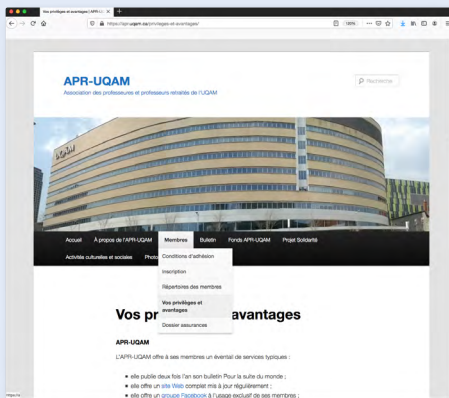 Vos privilèges et avantages | APR-U
https://apr.uqam.ca/privileges-et-avantages/
120%
APR-UQAM
Association des professeures et professeurs retraités de l'UQAM
Recherche
UQAM
Accueil À propos de l'APR-UQAM Membres Bulletin Fonds APR-UQAM Projet Solidarité
Activités culturelles et sociales Photo
Conditions d'adhésion
Inscription
Répertoires des membres
Vos privilèges et
avantages
Dossier assurances
Vos pr avantages
APR-UQAM
L'APR-UQAM offre à ses membres un éventail de services typiques :
elle publie deux fois l'an son bulletin Pour la suite du monde ;
elle offre un site Web complet mis à jour régulièrement ;
elle offre un groupe Facebook à l'usage exclusif de ses membres ;